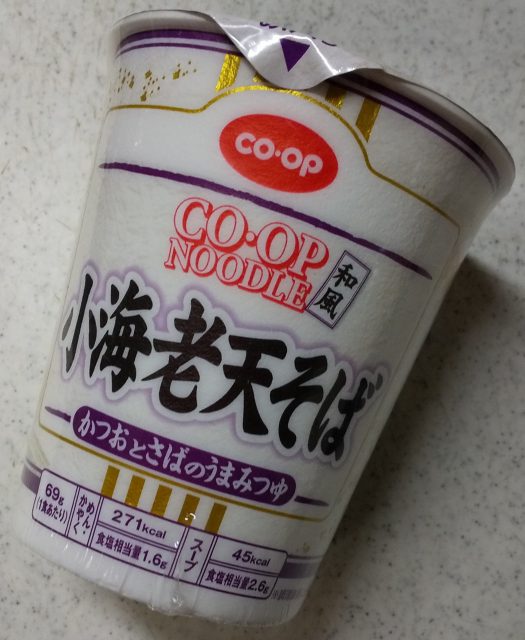 CO·OP
CO·OP
NOODLE
和風
小海老天そば
かつおとさばのうまみつゆ
69g
(1食あたり)
めん・
かやく
271kcal
食塩相当量1.6g
スープ
45kcal
食塩相当量2.6g